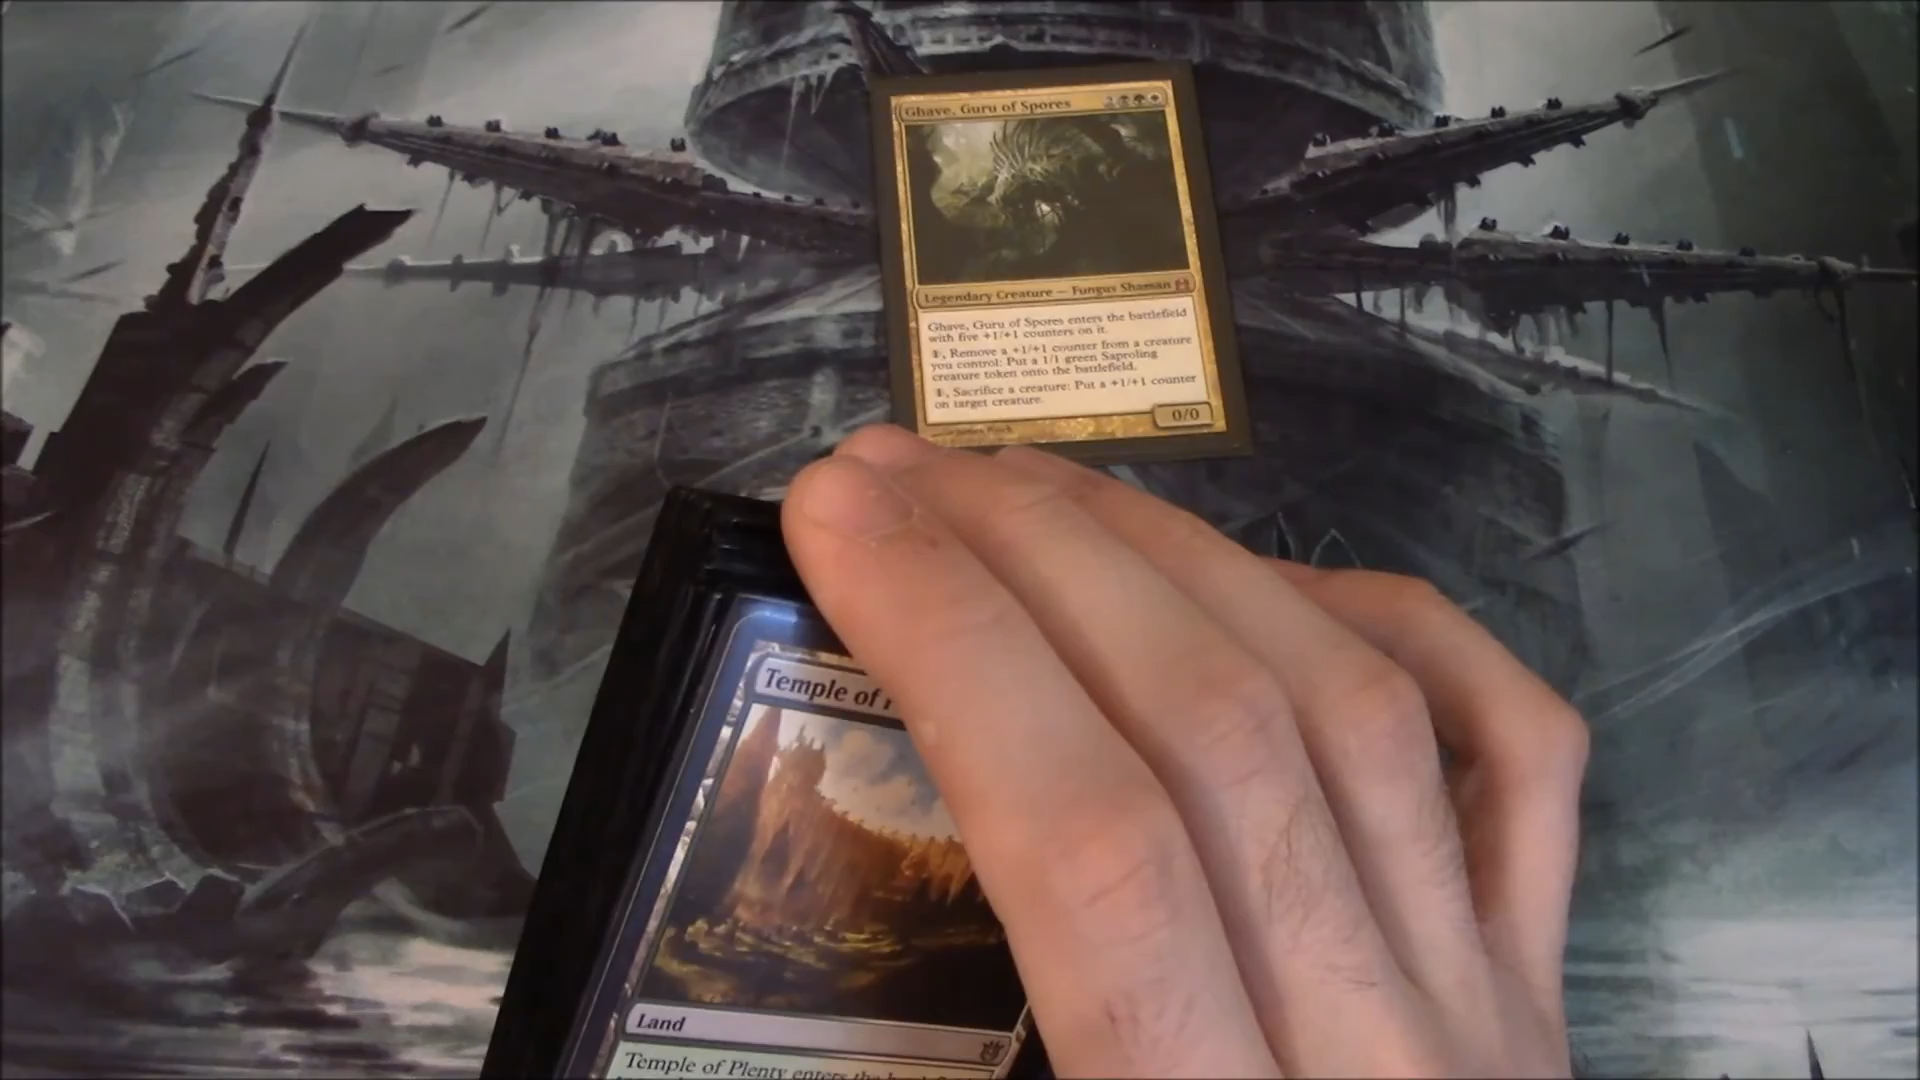 Ghave, Guru of Spores
Legendary Creature — Fungus Shaman
Ghave, Guru of Spores enters the battlefield
with five +1/+1 counters on it.
1, Remove a +1/+1 counter from a creature
you control: Put a 1/1 green Saproling
creature token onto the battlefield.
1, Sacrifice a creature: Put a +1/+1 counter
on target creature.
0/0
Temple of
Land
Temple of Plenty enters the